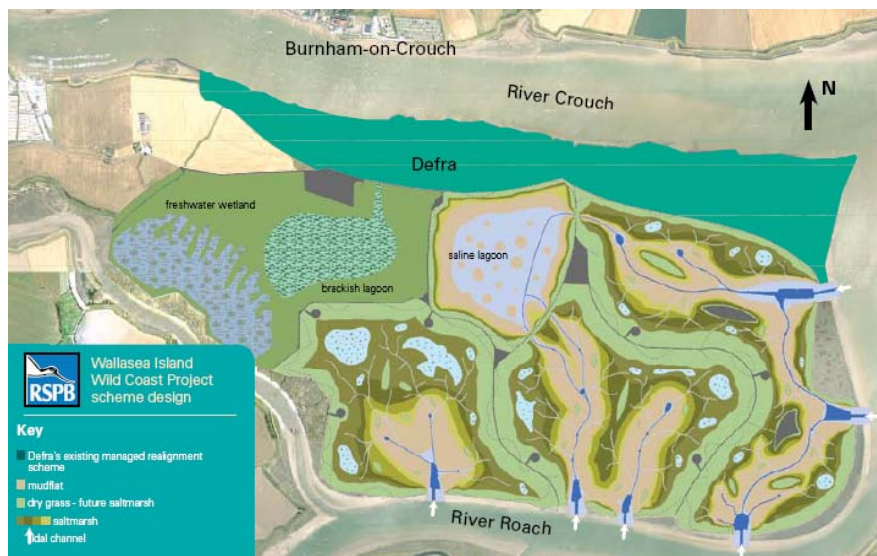 Burnham-on-Crouch
River Crouch
N
Defra
freshwater wetland
saline lagoon
brackish lagoon
RSPB
Wallasea Island
Wild Coast Project
scheme design
Key
Defra's existing managed realignment
scheme
mudflat
dry grass - future saltmarsh
saltmarsh
tidal channel
River Roach